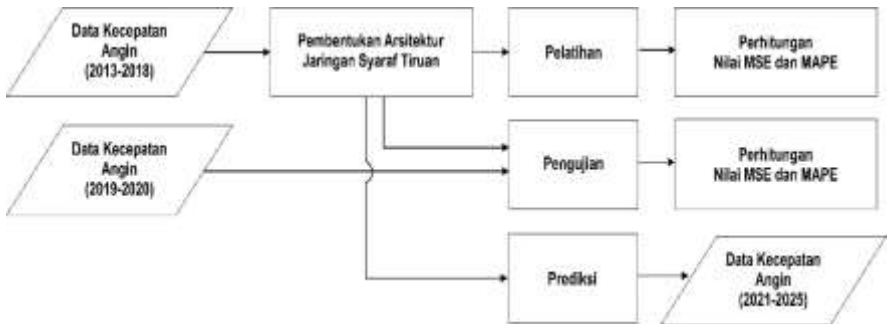 Data Kecepatan
Angin
(2013-2018)
Pembentukan Arsitektur
Jaringan Syaraf Tiruan
Pelatihan
Perhitungan
Nilai MSE dan MAPE
Data Kecepatan
Angin
(2019-2020)
Pengujian
Perhitungan
Nilai MSE dan MAPE
Prediksi
Data Kecepatan
Angin
(2021-2025)